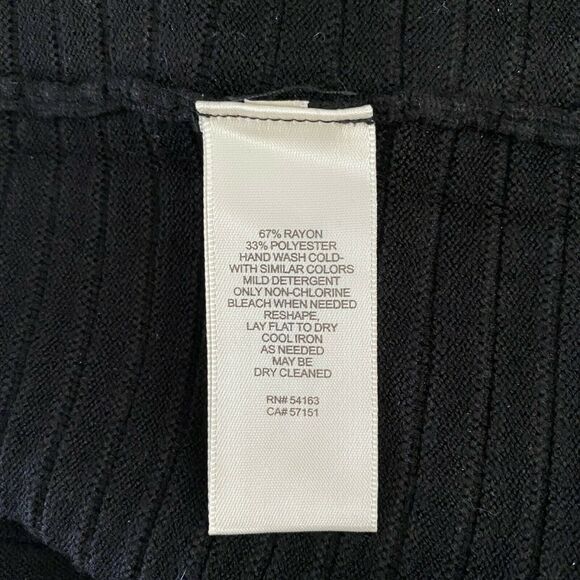 67% RAYON
33% POLYESTER
HAND WASH COLD-
WITH SIMILAR COLORS
MILD DETERGENT
ONLY NON-CHLORINE
BLEACH WHEN NEEDED
RESHAPE,
LAY FLAT TO DRY
COOL IRON
AS NEEDED
MAY BE
DRY CLEANED
RN# 54163
CA# 57151